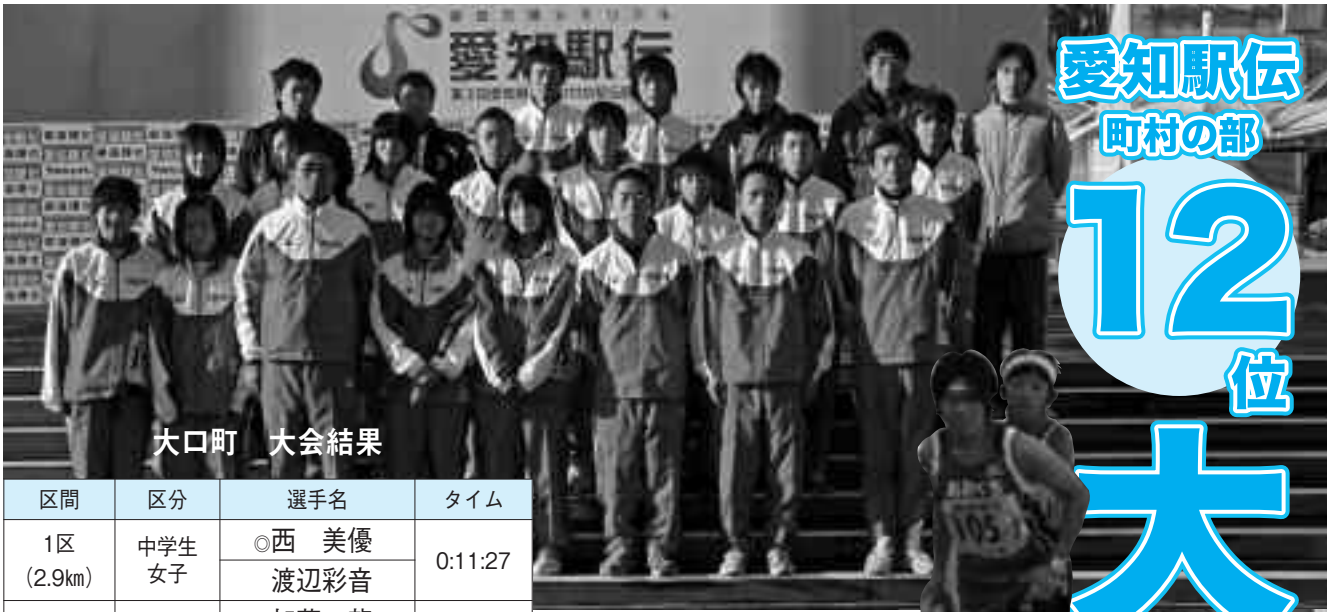 愛知駅伝
愛知駅伝
町村の部
12
位
大
大口町 大会結果
区間 区分 選手名 タイム
1区
(2.9㎞)
中学生
女子
◎西 美優
渡辺彩音
0:11:27
105